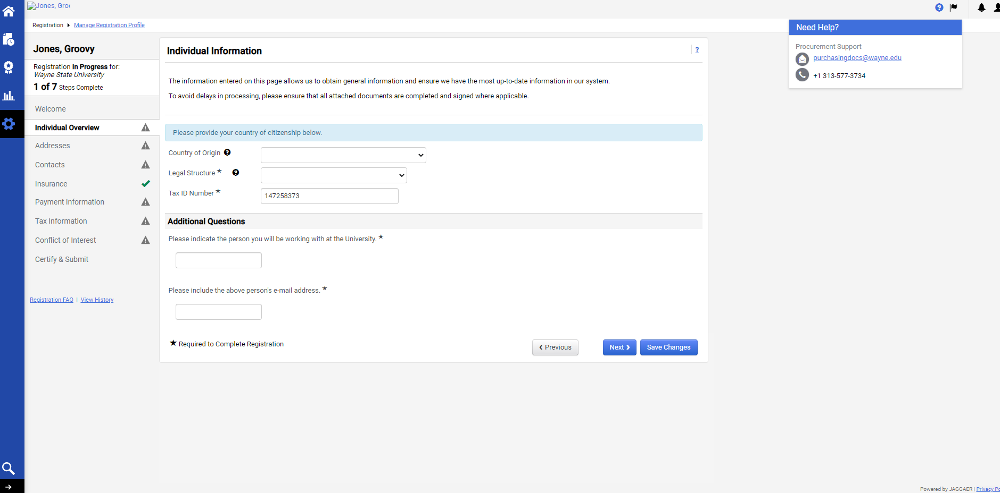 Jones, Groo
Registration Manage Registration Profile
Need Help?
Procurement Support
purchasingdocs@wayne.edu
+1 313-577-3734
Jones, Groovy
Registration In Progress for:
Wayne State University
1 of 7 Steps Complete
Welcome
Individual Overview
Addresses
Contacts
Insurance
Payment Information
Tax Information
Conflict of Interest
Certify & Submit
Registration FAQ | View History
Individual Information
?
The information entered on this page allows us to obtain general information and ensure we have the most up-to-date information in our system.
To avoid delays in processing, please ensure that all attached documents are completed and signed where applicable.
Please provide your country of citizenship below.
Country of Origin ?
Legal Structure ★ ?
Tax ID Number ★ 147258373
Additional Questions
Please indicate the person you will be working with at the University. ★
Please include the above person's e-mail address. ★
★ Required to Complete Registration
‹ Previous
Next ›
Save Changes
Powered by JAGGAER | Privacy Po